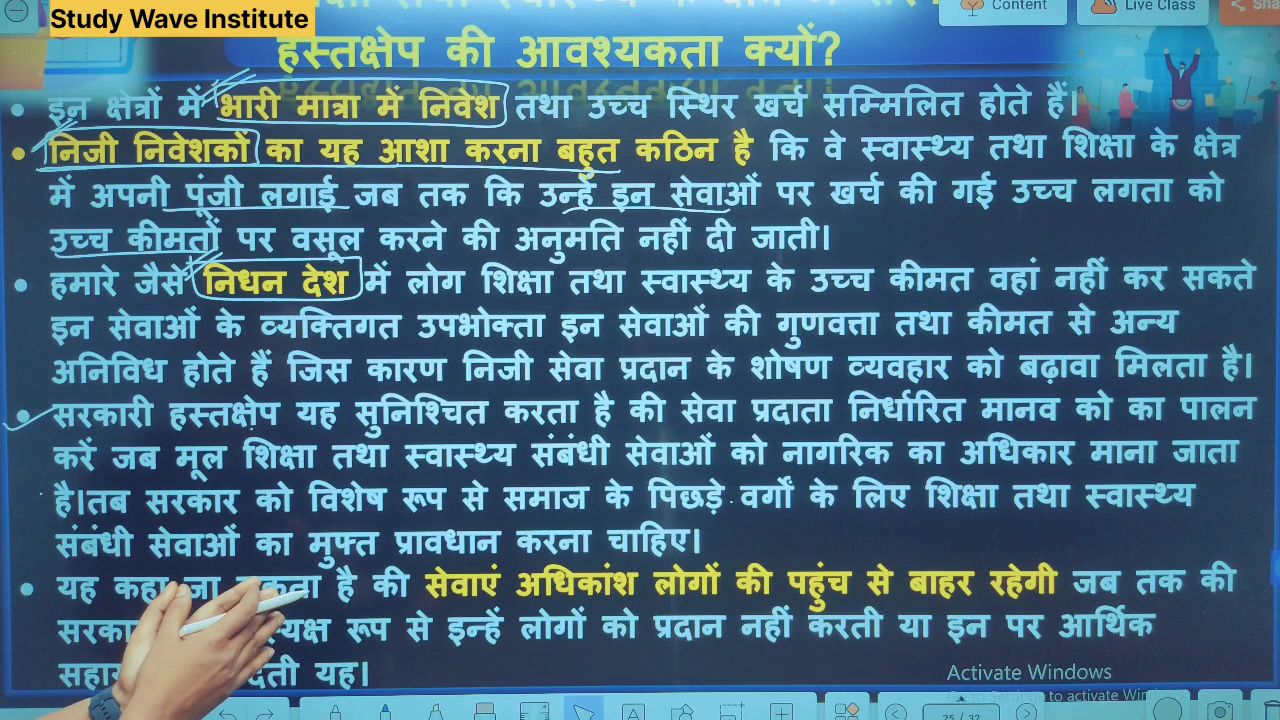 Study Wave Institute
Content
Live Class
हस्तक्षेप की आवश्यकता क्यों?
• इन क्षेत्रों में भारी मात्रा में निवेश तथा उच्च स्थिर खर्च सम्मिलित होते हैं।
• निजी निवेशकों का यह आशा करना बहुत कठिन है कि वे स्वास्थ्य तथा शिक्षा के क्षेत्र
में अपनी पूंजी लगाई जब तक कि उन्हें इन सेवाओं पर खर्च की गई उच्च लगता को
उच्च कीमतों पर वसूल करने की अनुमति नहीं दी जाती।
• हमारे जैसे निधन देश में लोग शिक्षा तथा स्वास्थ्य के उच्च कीमत वहां नहीं कर सकते
इन सेवाओं के व्यक्तिगत उपभोक्ता इन सेवाओं की गुणवत्ता तथा कीमत से अन्य
अनिविध होते हैं जिस कारण निजी सेवा प्रदान के शोषण व्यवहार को बढ़ावा मिलता है।
• सरकारी हस्तक्षेप यह सुनिश्चित करता है की सेवा प्रदाता निर्धारित मानव को का पालन
करें जब मूल शिक्षा तथा स्वास्थ्य संबंधी सेवाओं को नागरिक का अधिकार माना जाता
है।तब सरकार को विशेष रूप से समाज के पिछड़े वर्गों के लिए शिक्षा तथा स्वास्थ्य
संबंधी सेवाओं का मुफ्त प्रावधान करना चाहिए।
• यह कहा जा सकता है की सेवाएं अधिकांश लोगों की पहुंच से बाहर रहेगी जब तक की
रूप से इन्हें लोगों को प्रदान नहीं करती या इन पर आर्थिक
यह।
Activate Windows
to activate
25 / 32